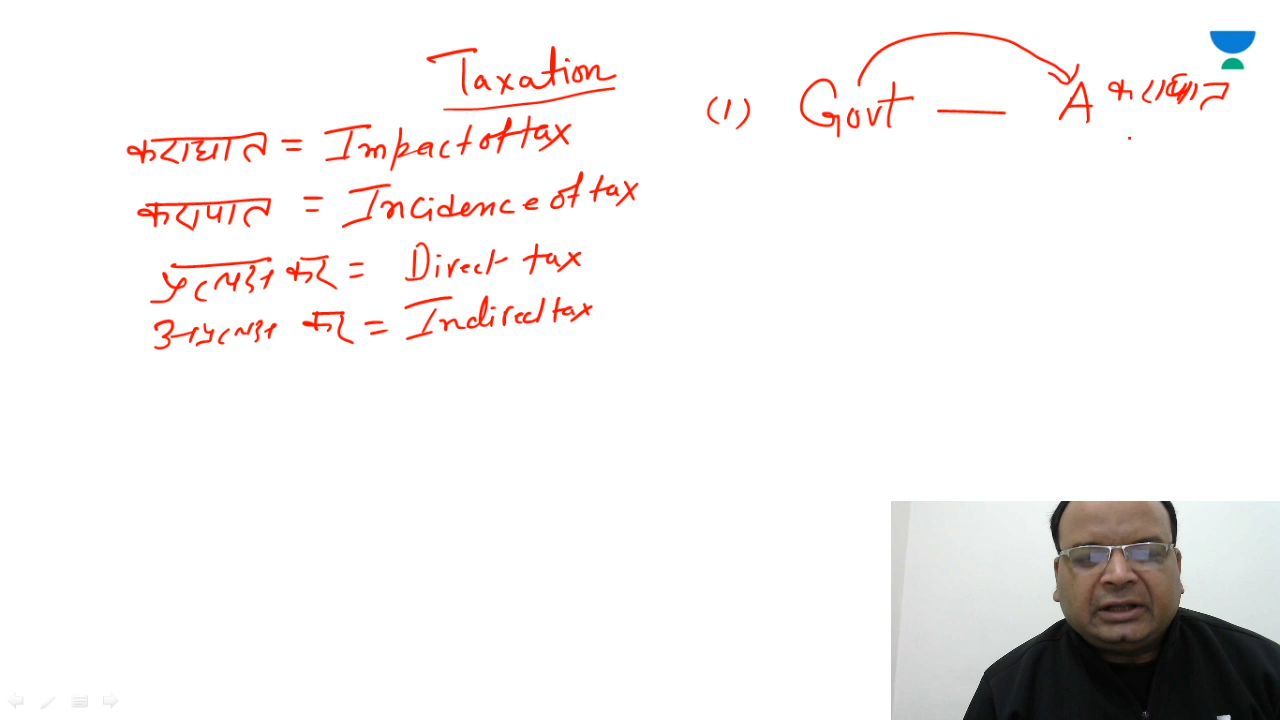 Taxation
कराघात = Impact of tax
करापात = Incidence of tax
प्रत्यक्ष कर = Direct tax
अप्रत्यक्ष कर = Indirect tax
(1) Govt — A कराघात